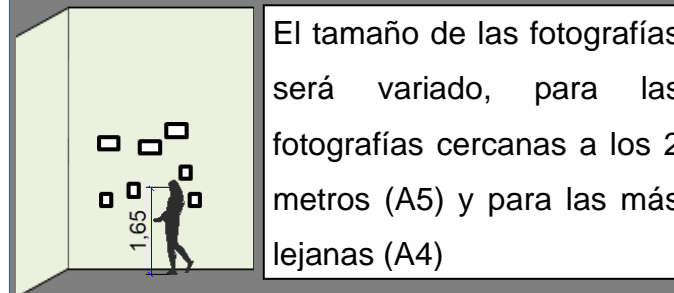 1,65
El tamaño de las fotografías
será variado, para las
fotografías cercanas a los 2
metros (A5) y para las más
lejanas (A4)